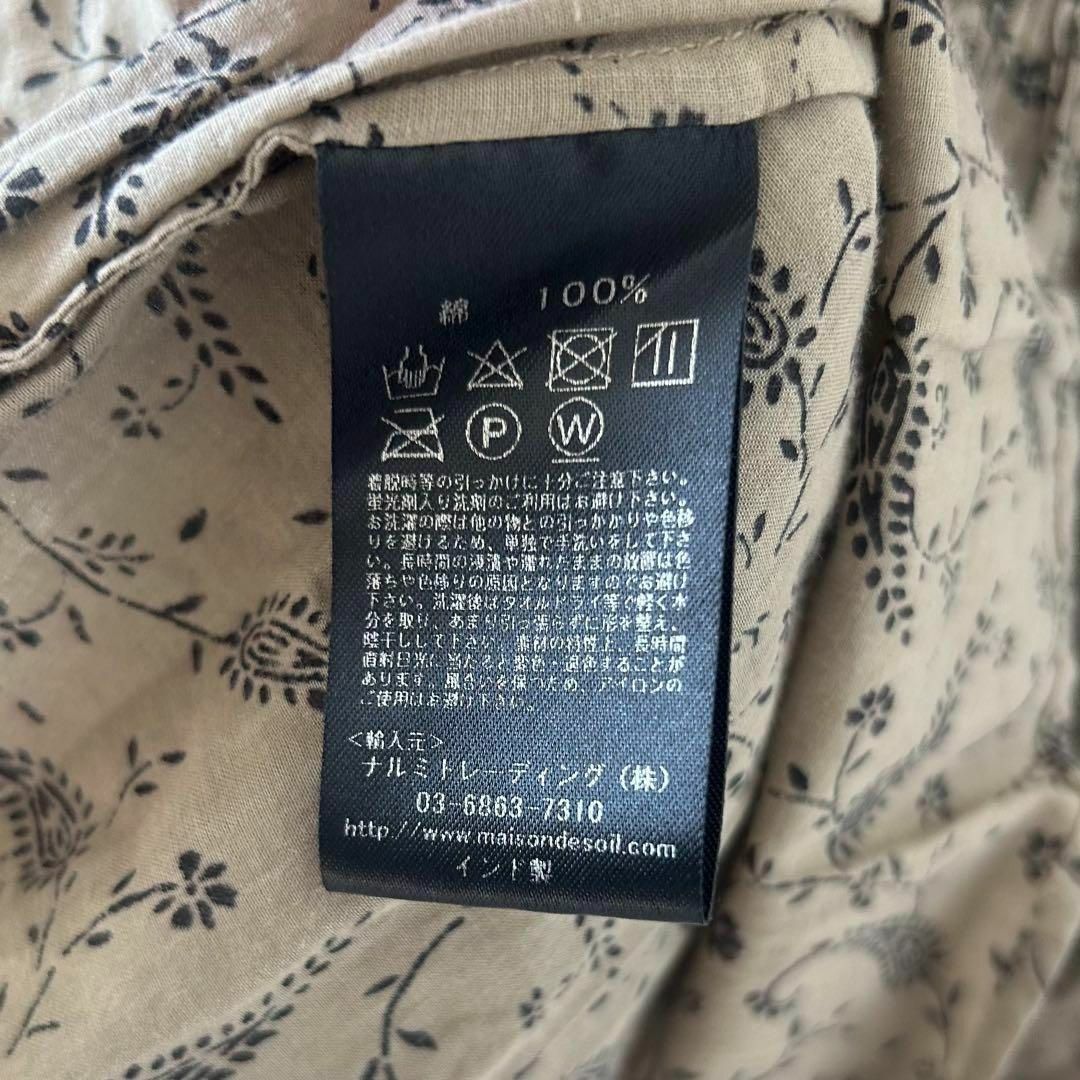 綿 100%
P W
着脱時等の引っかけに十分ご注意下さい。
蛍光剤入り洗剤のご利用はお避け下さい。
お洗濯の際は他の物との引っかかりや色移
りを避けるため、単独で手洗いをして下さ
い。長時間の浸漬や濡れたままの放置は色
落ちや色移りの原因となりますのでお避け
下さい。洗濯後はタオルドライ等で軽く水
分を取り、あまり引っ張らずに形を整え、
陰干しして下さい。素材の特性上、長時間
直射日光に当たると変色・退色することが
あります。風合いを保つため、アイロンの
ご使用はお避け下さい。
<輸入元>
ナルミトレーディング(株)
03-6863-7310
http://www.maisondesoil.com
インド製